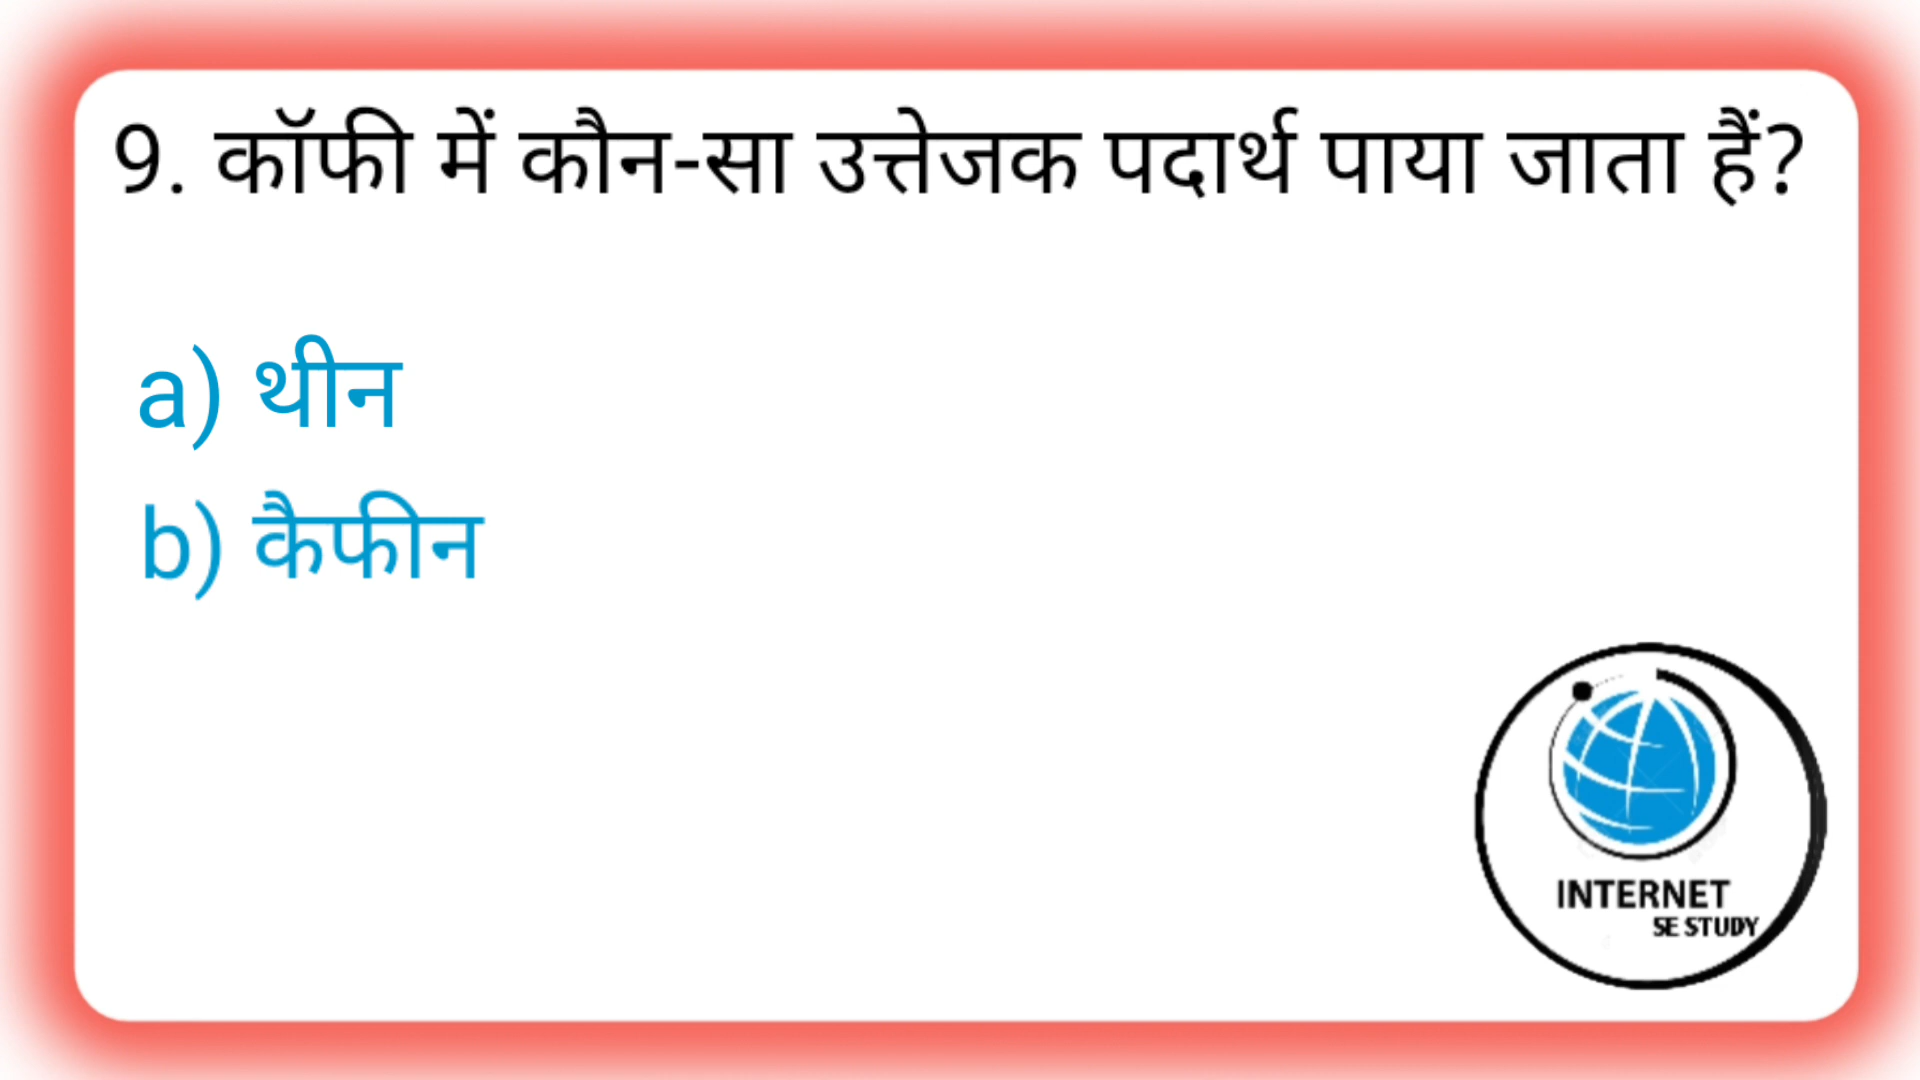 9. कॉफी में कौन-सा उत्तेजक पदार्थ पाया जाता हैं?
a) थीन
b) कैफीन
INTERNET
SE STUDY